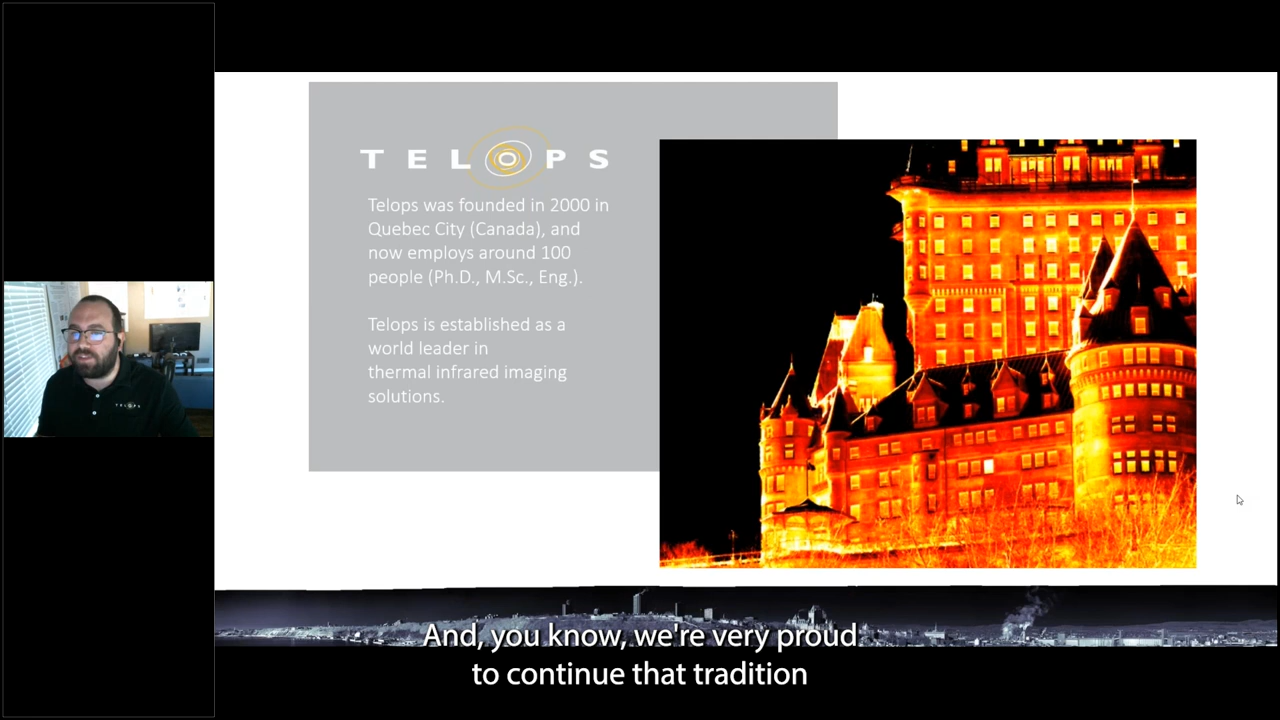 TELOPS
Telops was founded in 2000 in
Quebec City (Canada), and
now employs around 100
people (Ph.D., M.Sc., Eng.).
Telops is established as a
world leader in
thermal infrared imaging
solutions.
TELOPS
And, you know, we're very proud
to continue that tradition